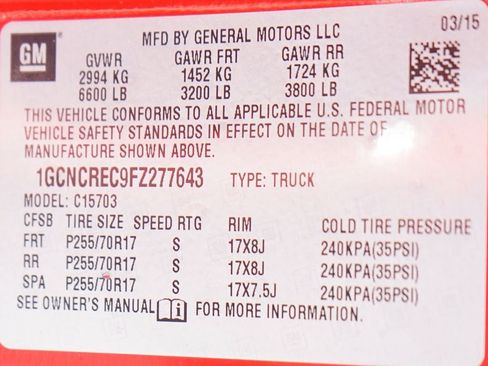 GM
MFD BY GENERAL MOTORS LLC 03/15
GVWR GAWR FRT GAWR RR
2994 KG 1452 KG 1724 KG
6600 LB 3200 LB 3800 LB
THIS VEHICLE CONFORMS TO ALL APPLICABLE U.S. FEDERAL MOTOR
VEHICLE SAFETY STANDARDS IN EFFECT ON THE DATE OF
MANUFACTURE SHOWN ABOVE.
1GCNCREC9FZ277643 TYPE: TRUCK
MODEL: C15703
CFSB TIRE SIZE SPEED RTG RIM COLD TIRE PRESSURE
FRT P255/70R17 S 17X8J 240KPA(35PSI)
RR P255/70R17 S 17X8J 240KPA(35PSI)
SPA P255/70R17 S 17X7.5J 240KPA(35PSI)
SEE OWNER'S MANUAL i FOR MORE INFORMATION.